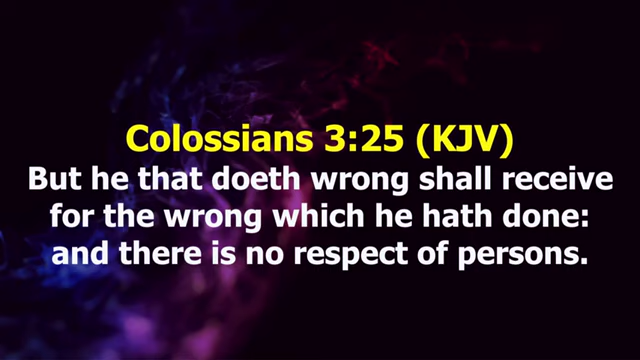 Colossians 3:25 (KJV)
But he that doeth wrong shall receive
for the wrong which he hath done:
and there is no respect of persons.